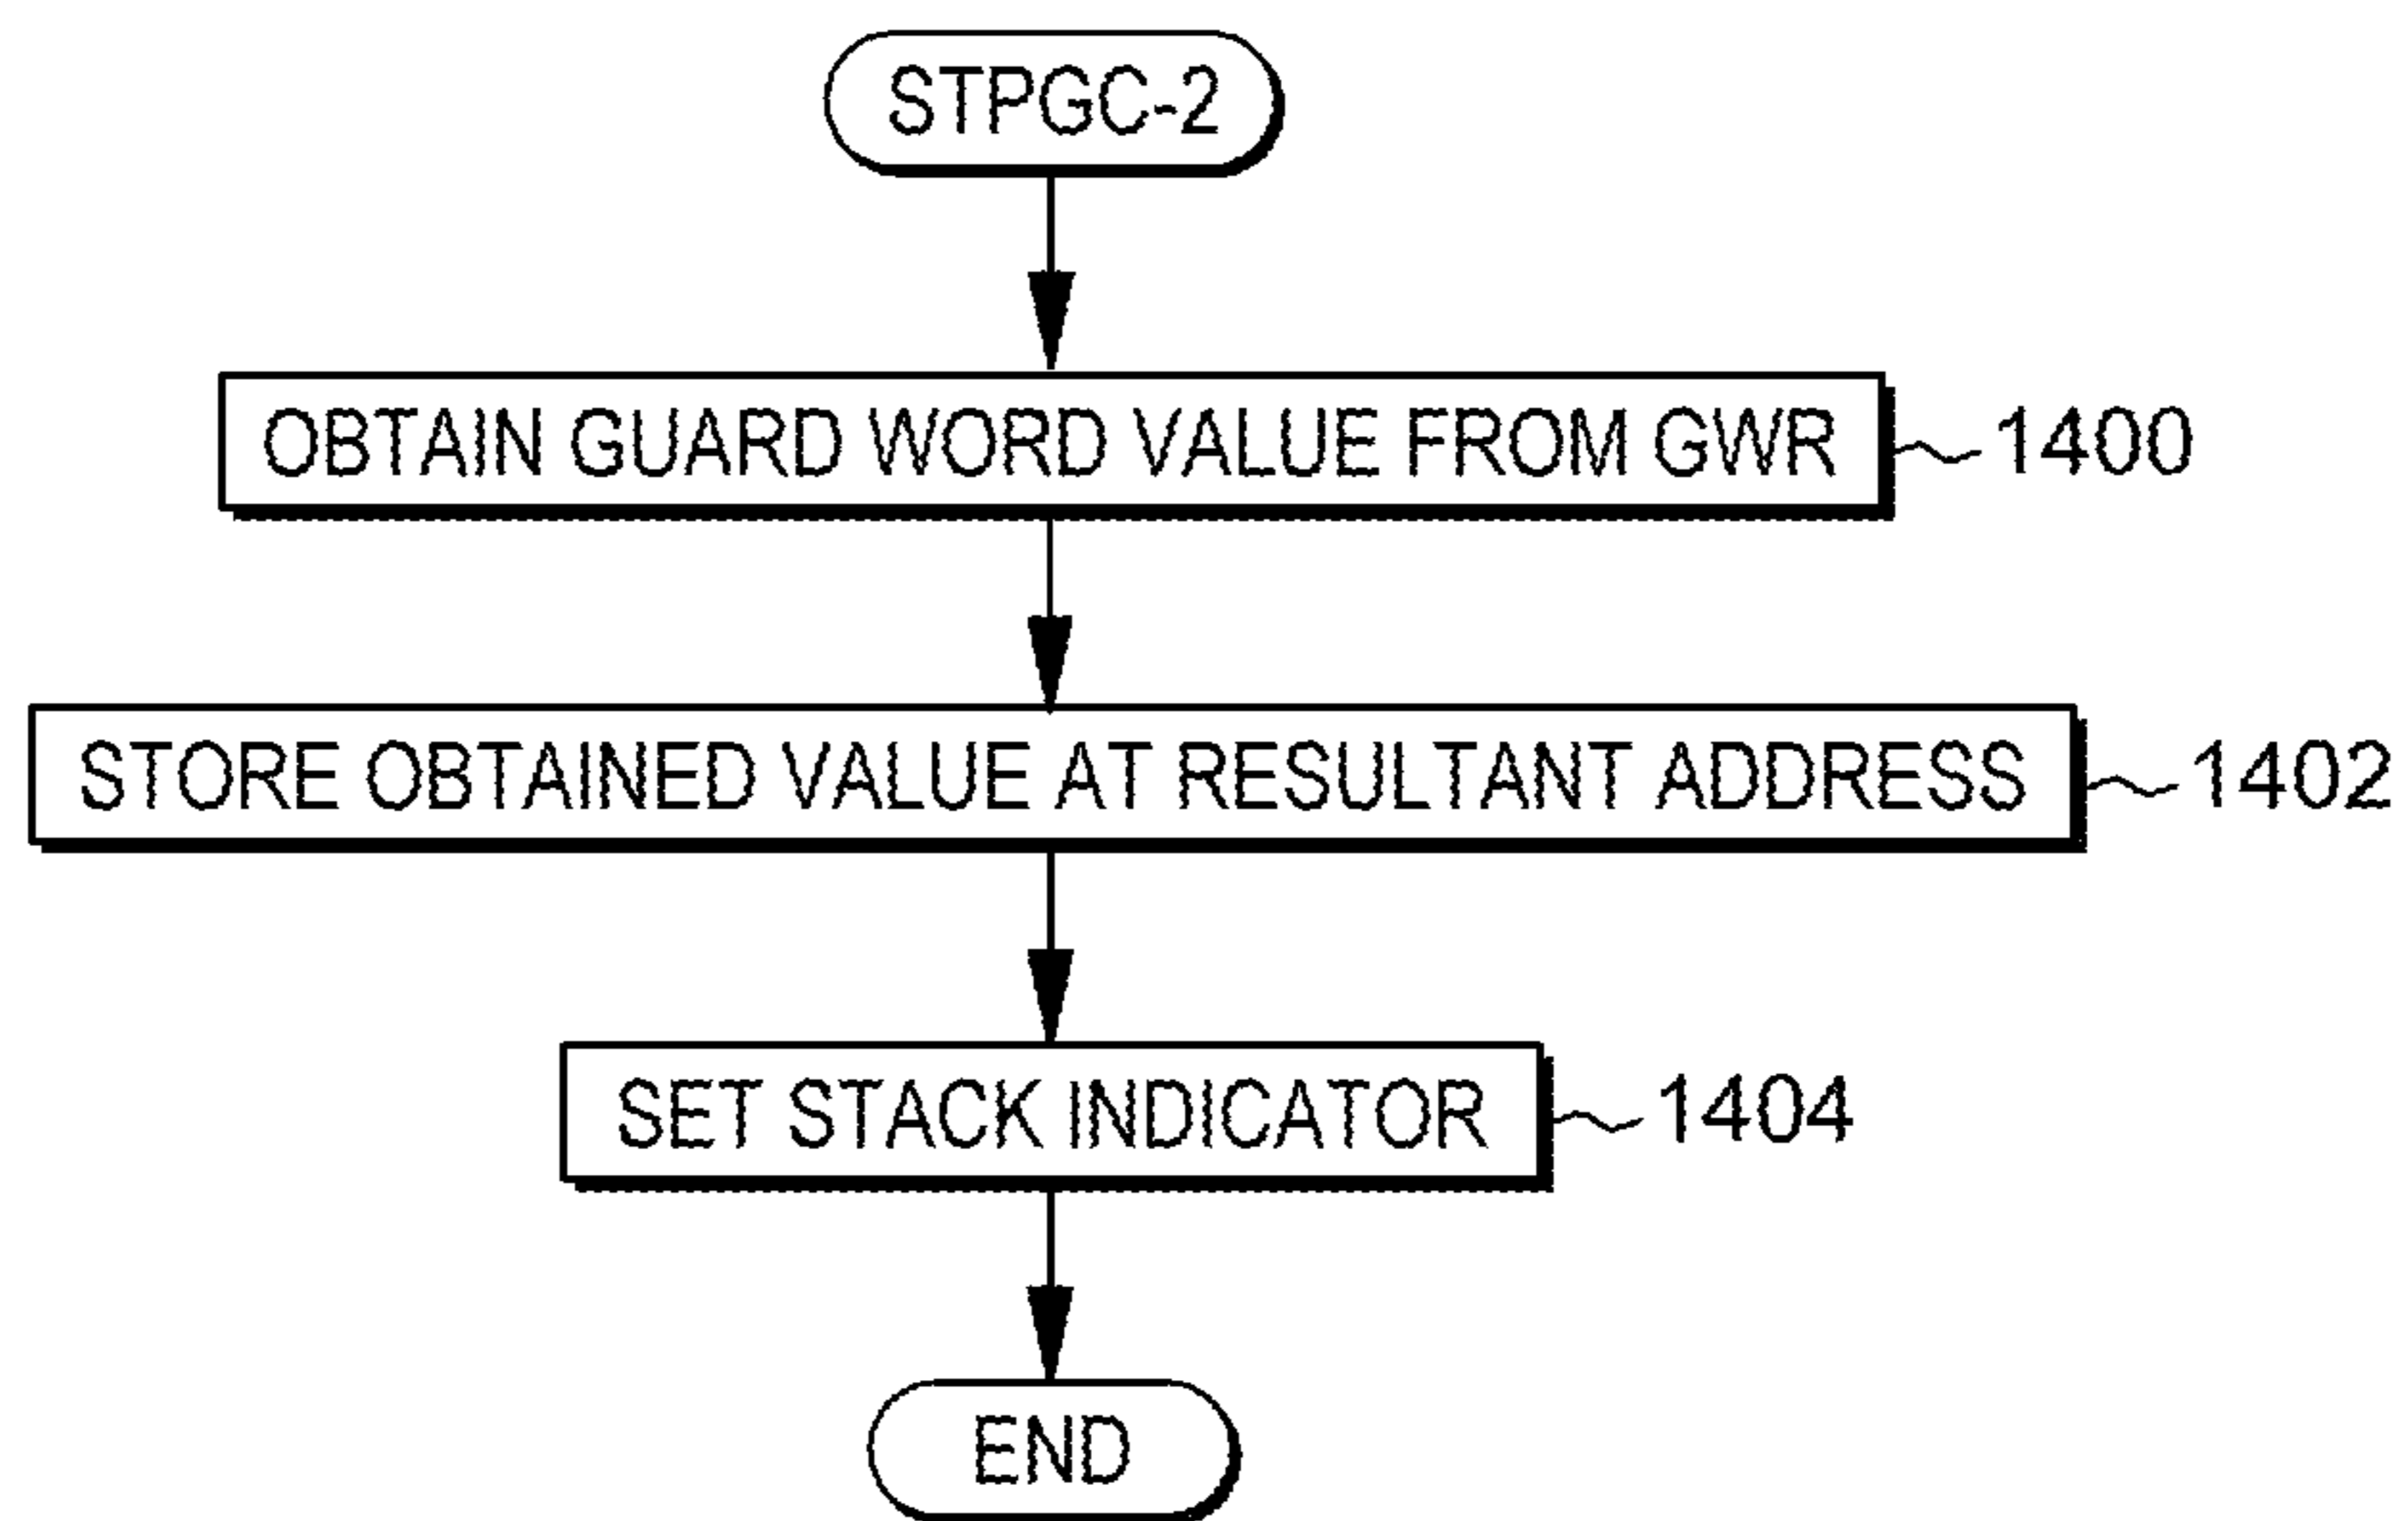 STPGC-2
OBTAIN GUARD WORD VALUE FROM GWR 1400
STORE OBTAINED VALUE AT RESULTANT ADDRESS 1402
SET STACK INDICATOR 1404
END